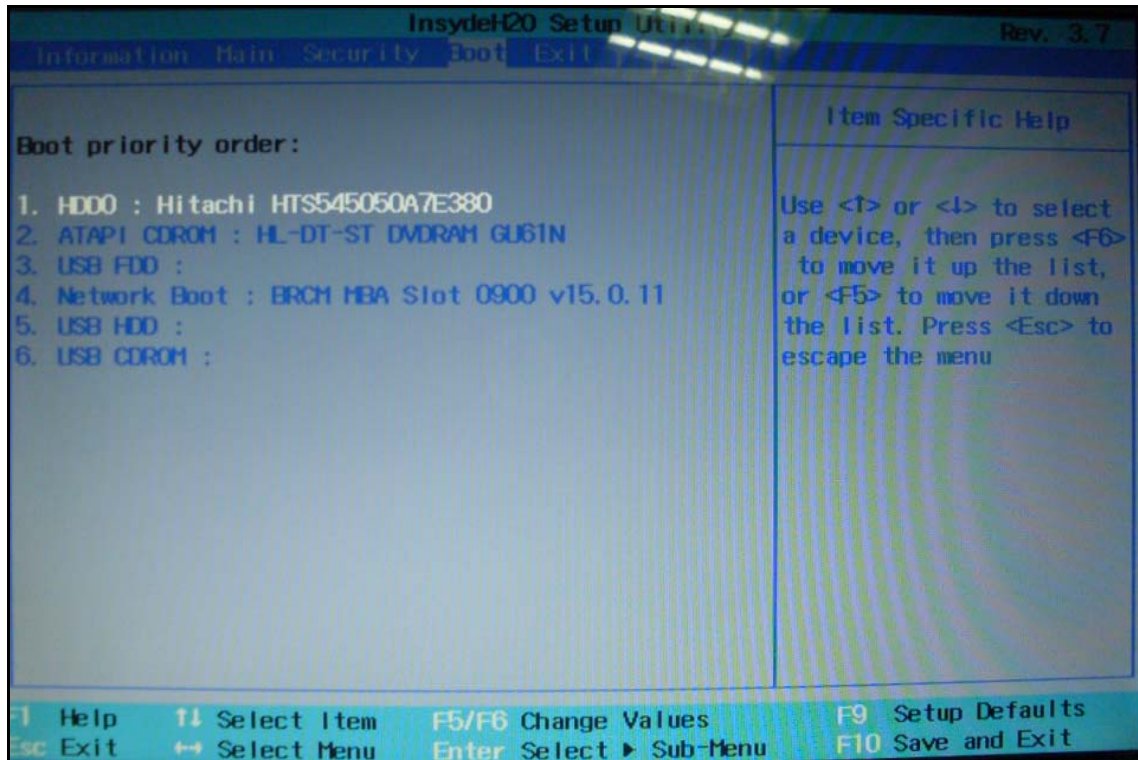 InsydeH20 Setup
Rev. 3.7
Information Main Security Boot Exit
Item Specific Help
Boot priority order:
1. HDD0 : Hitachi HTS545050A7E380
2. ATAPI CDROM : HL-DT-ST DVDRAM GU61N
3. USB FDD :
4. Network Boot : BRCM MBA Slot 0900 v15.0.11
5. USB HDD :
6. USB CDROM :
Use <↑> or <↓> to select
a device, then press <F6>
to move it up the list,
or <F5> to move it down
the list. Press <Esc> to
escape the menu
F1 Help ↑↓ Select Item F5/F6 Change Values F9 Setup Defaults
Esc Exit ↔ Select Menu Enter Select ▶ Sub-Menu F10 Save and Exit